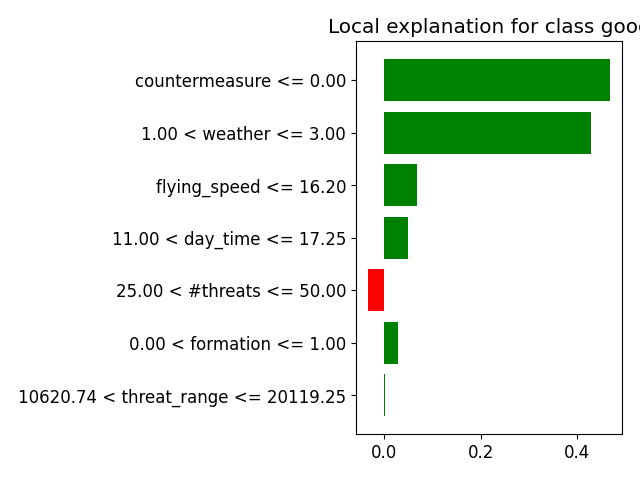 Local explanation for class good
countermeasure <= 0.00
1.00 < weather <= 3.00
flying_speed <= 16.20
11.00 < day_time <= 17.25
25.00 < #threats <= 50.00
0.00 < formation <= 1.00
10620.74 < threat_range <= 20119.25
0.0 0.2 0.4